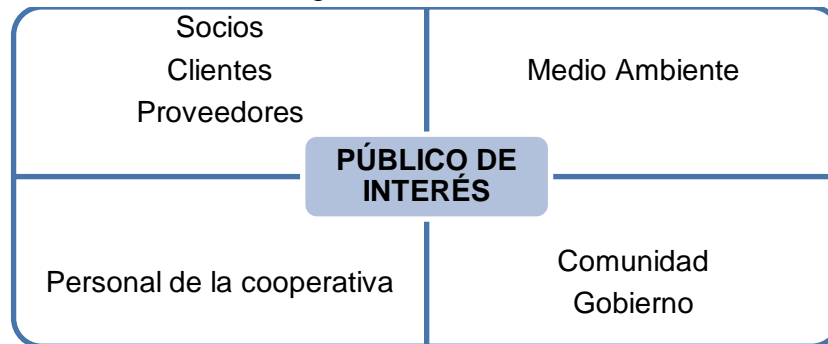 Socios
Clientes
Proveedores
Medio Ambiente
PÚBLICO DE
INTERÉS
Personal de la cooperativa
Comunidad
Gobierno